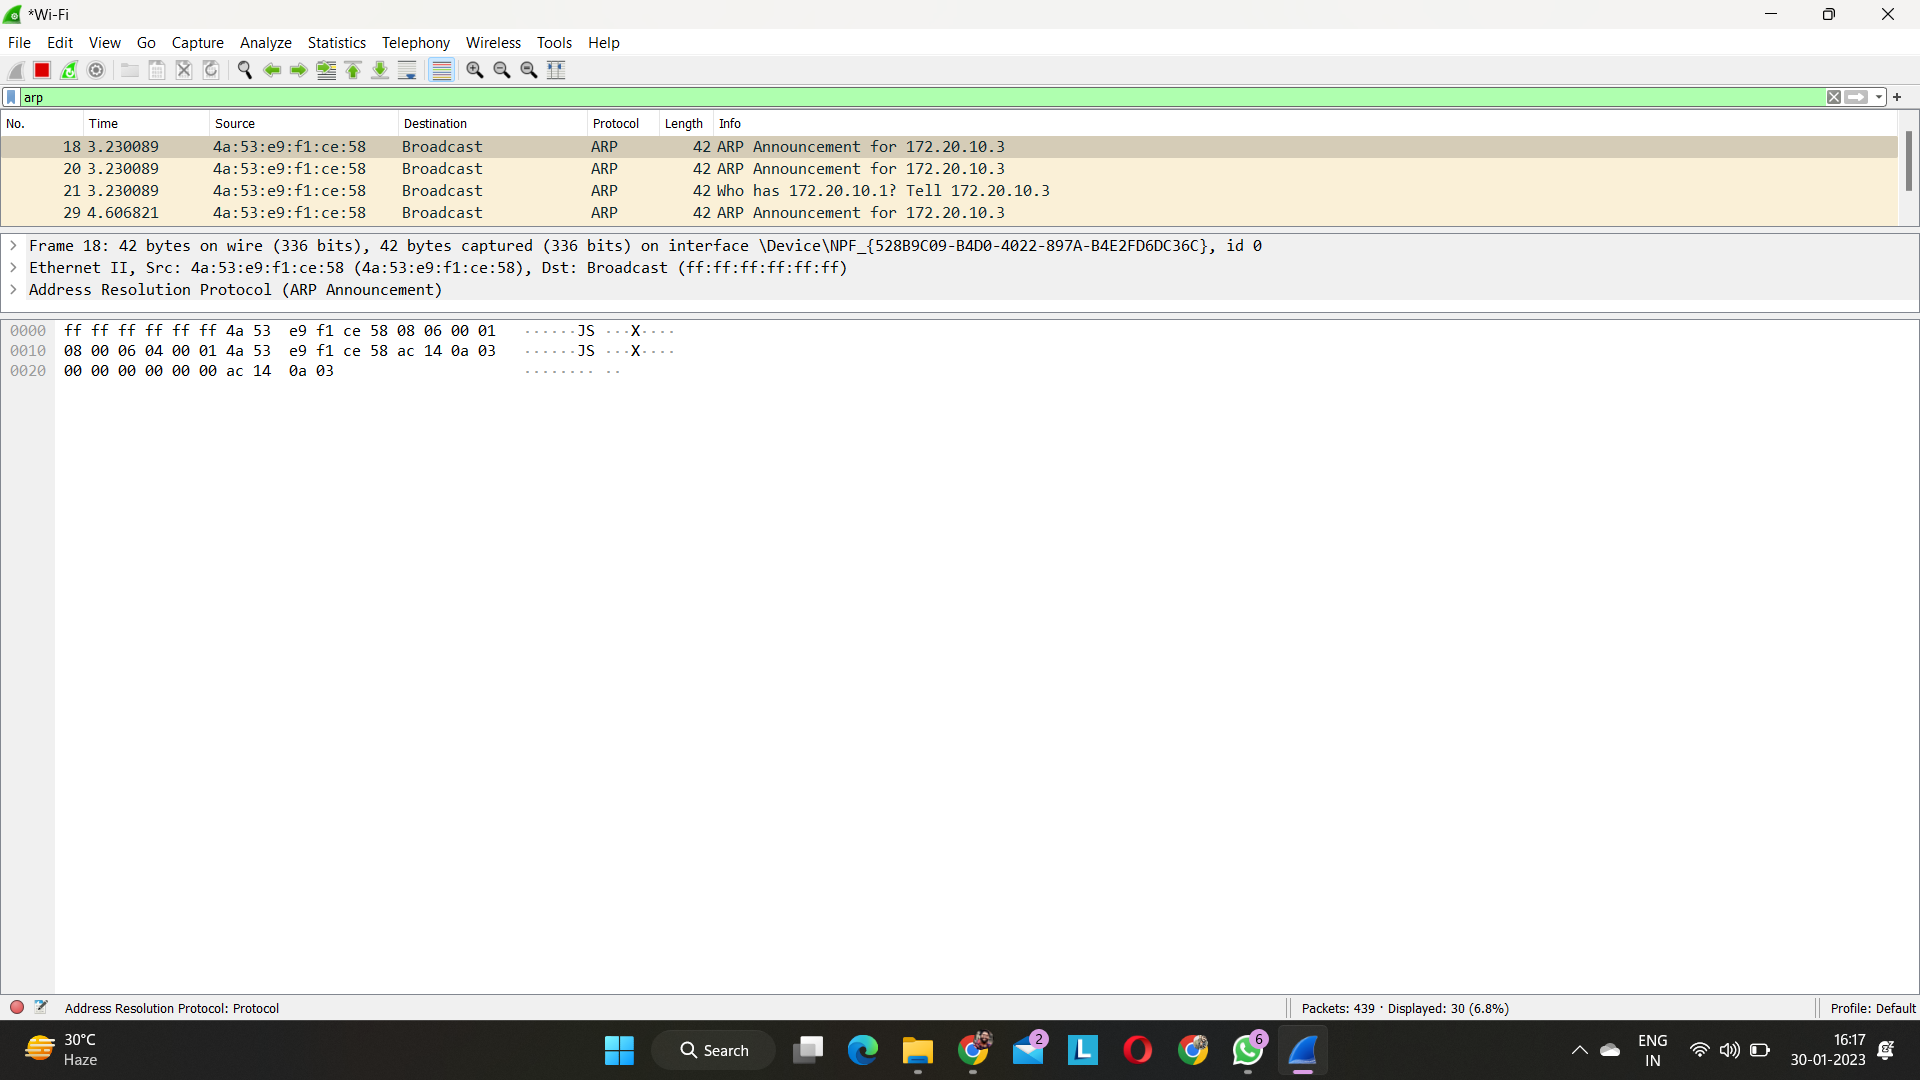 *Wi-Fi
File Edit View Go Capture Analyze Statistics Telephony Wireless Tools Help
arp
No. Time Source Destination Protocol Length Info
18 3.230089 4a:53:e9:f1:ce:58 Broadcast ARP 42 ARP Announcement for 172.20.10.3
20 3.230089 4a:53:e9:f1:ce:58 Broadcast ARP 42 ARP Announcement for 172.20.10.3
21 3.230089 4a:53:e9:f1:ce:58 Broadcast ARP 42 Who has 172.20.10.1? Tell 172.20.10.3
29 4.606821 4a:53:e9:f1:ce:58 Broadcast ARP 42 ARP Announcement for 172.20.10.3
Frame 18: 42 bytes on wire (336 bits), 42 bytes captured (336 bits) on interface \Device\NPF_{528B9C09-B4D0-4022-897A-B4E2FD6DC36C}, id 0
Ethernet II, Src: 4a:53:e9:f1:ce:58 (4a:53:e9:f1:ce:58), Dst: Broadcast (ff:ff:ff:ff:ff:ff)
Address Resolution Protocol (ARP Announcement)
0000 ff ff ff ff ff ff 4a 53 e9 f1 ce 58 08 06 00 01 ······JS ···X····
0010 08 00 06 04 00 01 4a 53 e9 f1 ce 58 ac 14 0a 03 ······JS ···X····
0020 00 00 00 00 00 00 ac 14 0a 03 ········ ··
Address Resolution Protocol: Protocol
Packets: 439 · Displayed: 30 (6.8%)
Profile: Default
30°C
Haze
Search
2
L
6
ENG
IN
16:17
30-01-2023